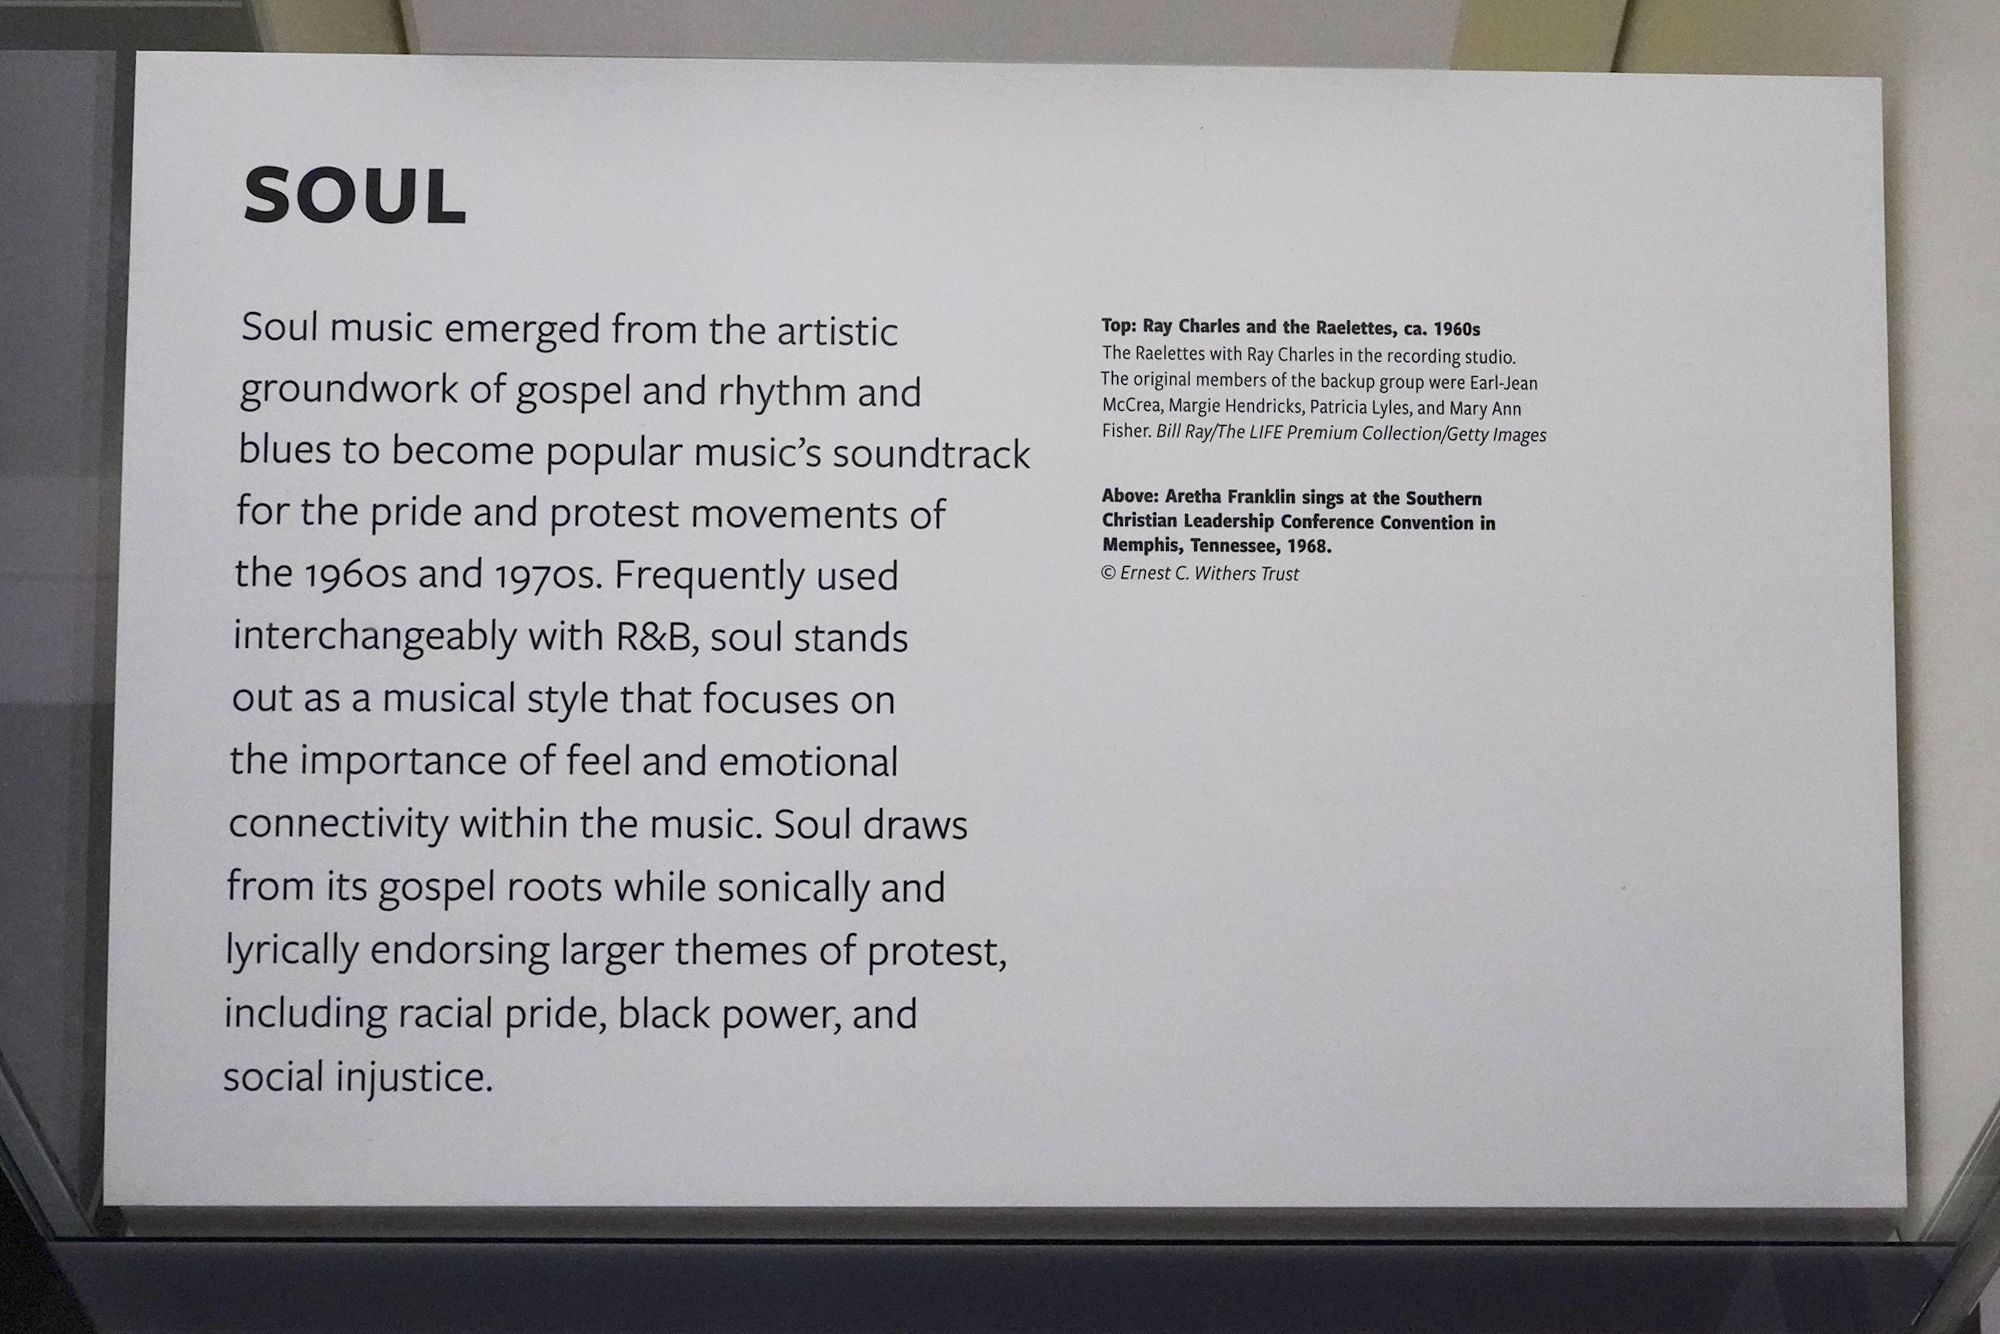 SOUL
Soul music emerged from the artistic
groundwork of gospel and rhythm and
blues to become popular music's soundtrack
for the pride and protest movements of
the 1960s and 1970s. Frequently used
interchangeably with R&B, soul stands
out as a musical style that focuses on
the importance of feel and emotional
connectivity within the music. Soul draws
from its gospel roots while sonically and
lyrically endorsing larger themes of protest,
including racial pride, black power, and
social injustice.
Top: Ray Charles and the Raelettes, ca. 1960s
The Raelettes with Ray Charles in the recording studio.
The original members of the backup group were Earl-Jean
McCrea, Margie Hendricks, Patricia Lyles, and Mary Ann
Fisher. Bill Ray/The LIFE Premium Collection/Getty Images
Above: Aretha Franklin sings at the Southern
Christian Leadership Conference Convention in
Memphis, Tennessee, 1968.
© Ernest C. Withers Trust